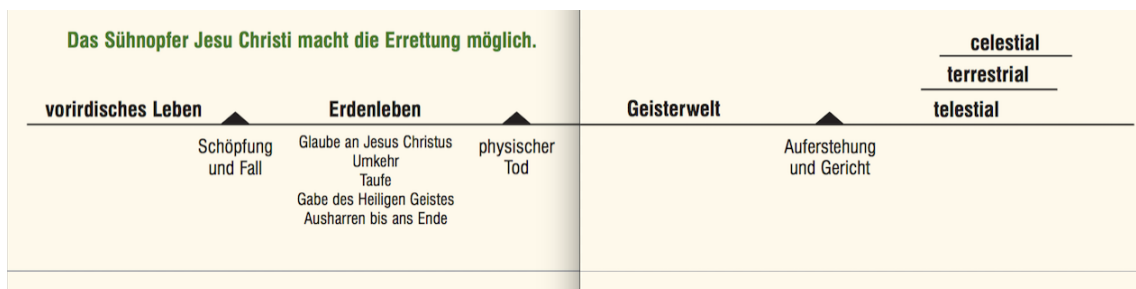 Das Sühnopfer Jesu Christi macht die Errettung möglich.
vorirdisches Leben
Schöpfung
und Fall
Erdenleben
Glaube an Jesus Christus
Umkehr
Taufe
Gabe des Heiligen Geistes
Ausharren bis ans Ende
physischer
Tod
Geisterwelt
Auferstehung
und Gericht
celestial
terrestrial
telestial